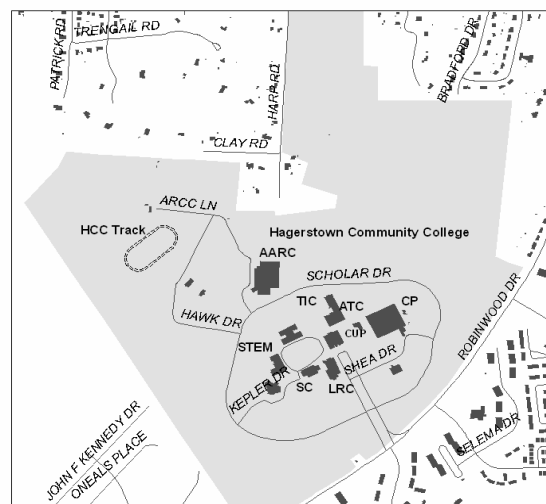 PATRICK RD
TRENGAIL RD
BRADFORD DR
HARP RD
CLAY RD
ARCC LN
HCC Track
Hagerstown Community College
AARC
SCHOLAR DR
TIC
ATC
CP
HAWK DR
CUP
STEM
ROBINWOOD DR
SHEA DR
KEPLER DR
SC
LRC
JOHN F KENNEDY DR
ONEALS PLACE
SELEMA DR